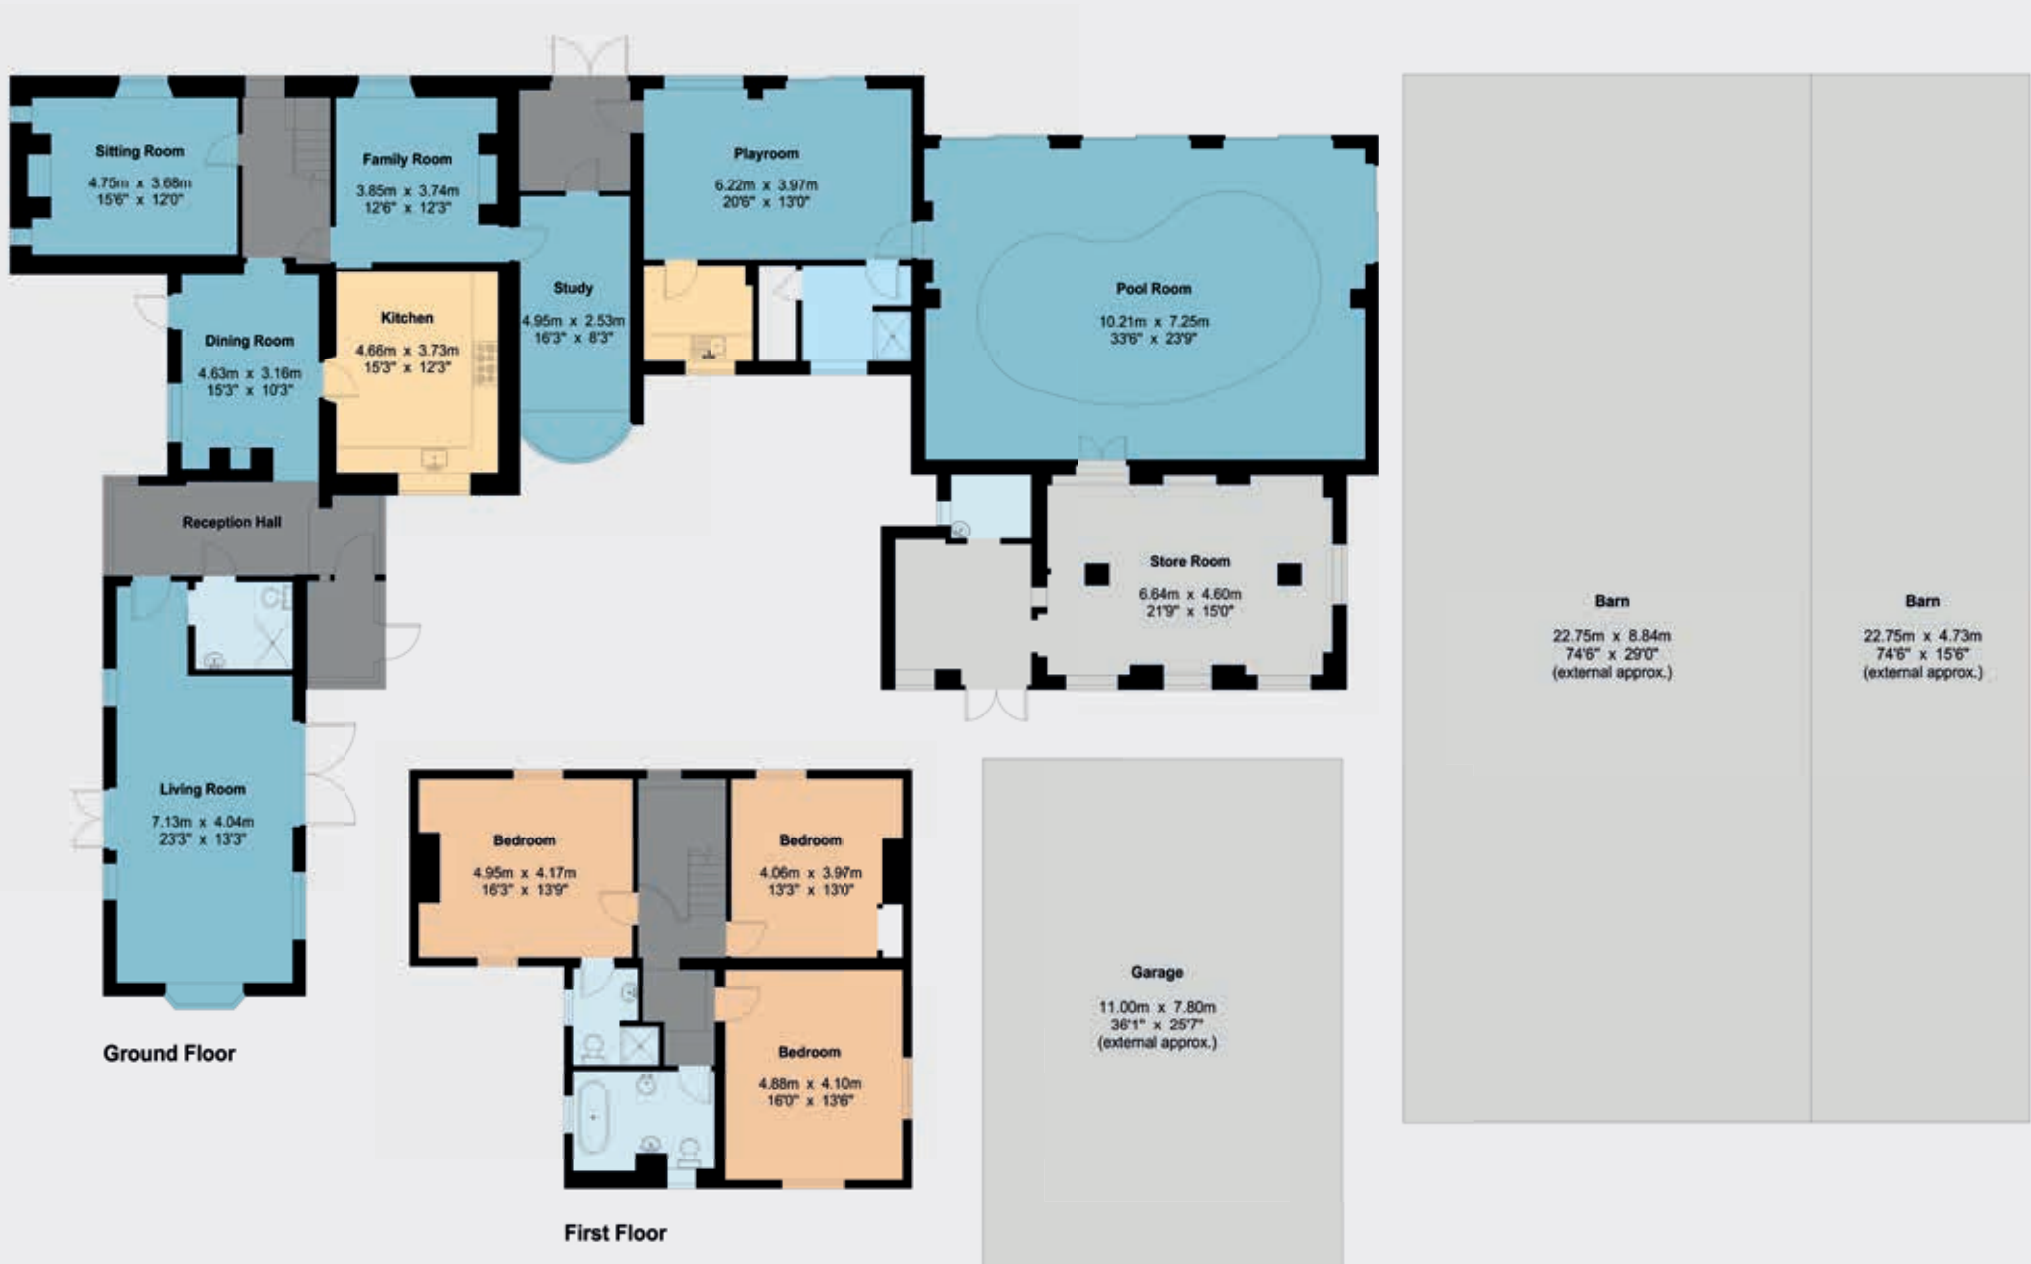 Sitting Room
4.75m x 3.68m
15'6" x 12'0"
Family Room
3.85m x 3.74m
12'6" x 12'3"
Playroom
6.22m x 3.97m
20'6" x 13'0"
Study
4.95m x 2.53m
16'3" x 8'3"
Pool Room
10.21m x 7.25m
33'6" x 23'9"
Dining Room
4.63m x 3.16m
15'3" x 10'3"
Kitchen
4.66m x 3.73m
15'3" x 12'3"
Reception Hall
Store Room
6.64m x 4.60m
21'9" x 15'0"
Barn
22.75m x 8.84m
74'6" x 29'0"
(external approx.)
Barn
22.75m x 4.73m
74'6" x 15'6"
(external approx.)
Living Room
7.13m x 4.04m
23'3" x 13'3"
Ground Floor
Bedroom
4.95m x 4.17m
16'3" x 13'9"
Bedroom
4.06m x 3.97m
13'3" x 13'0"
Bedroom
4.88m x 4.10m
16'0" x 13'6"
First Floor
Garage
11.00m x 7.80m
36'1" x 25'7"
(external approx.)